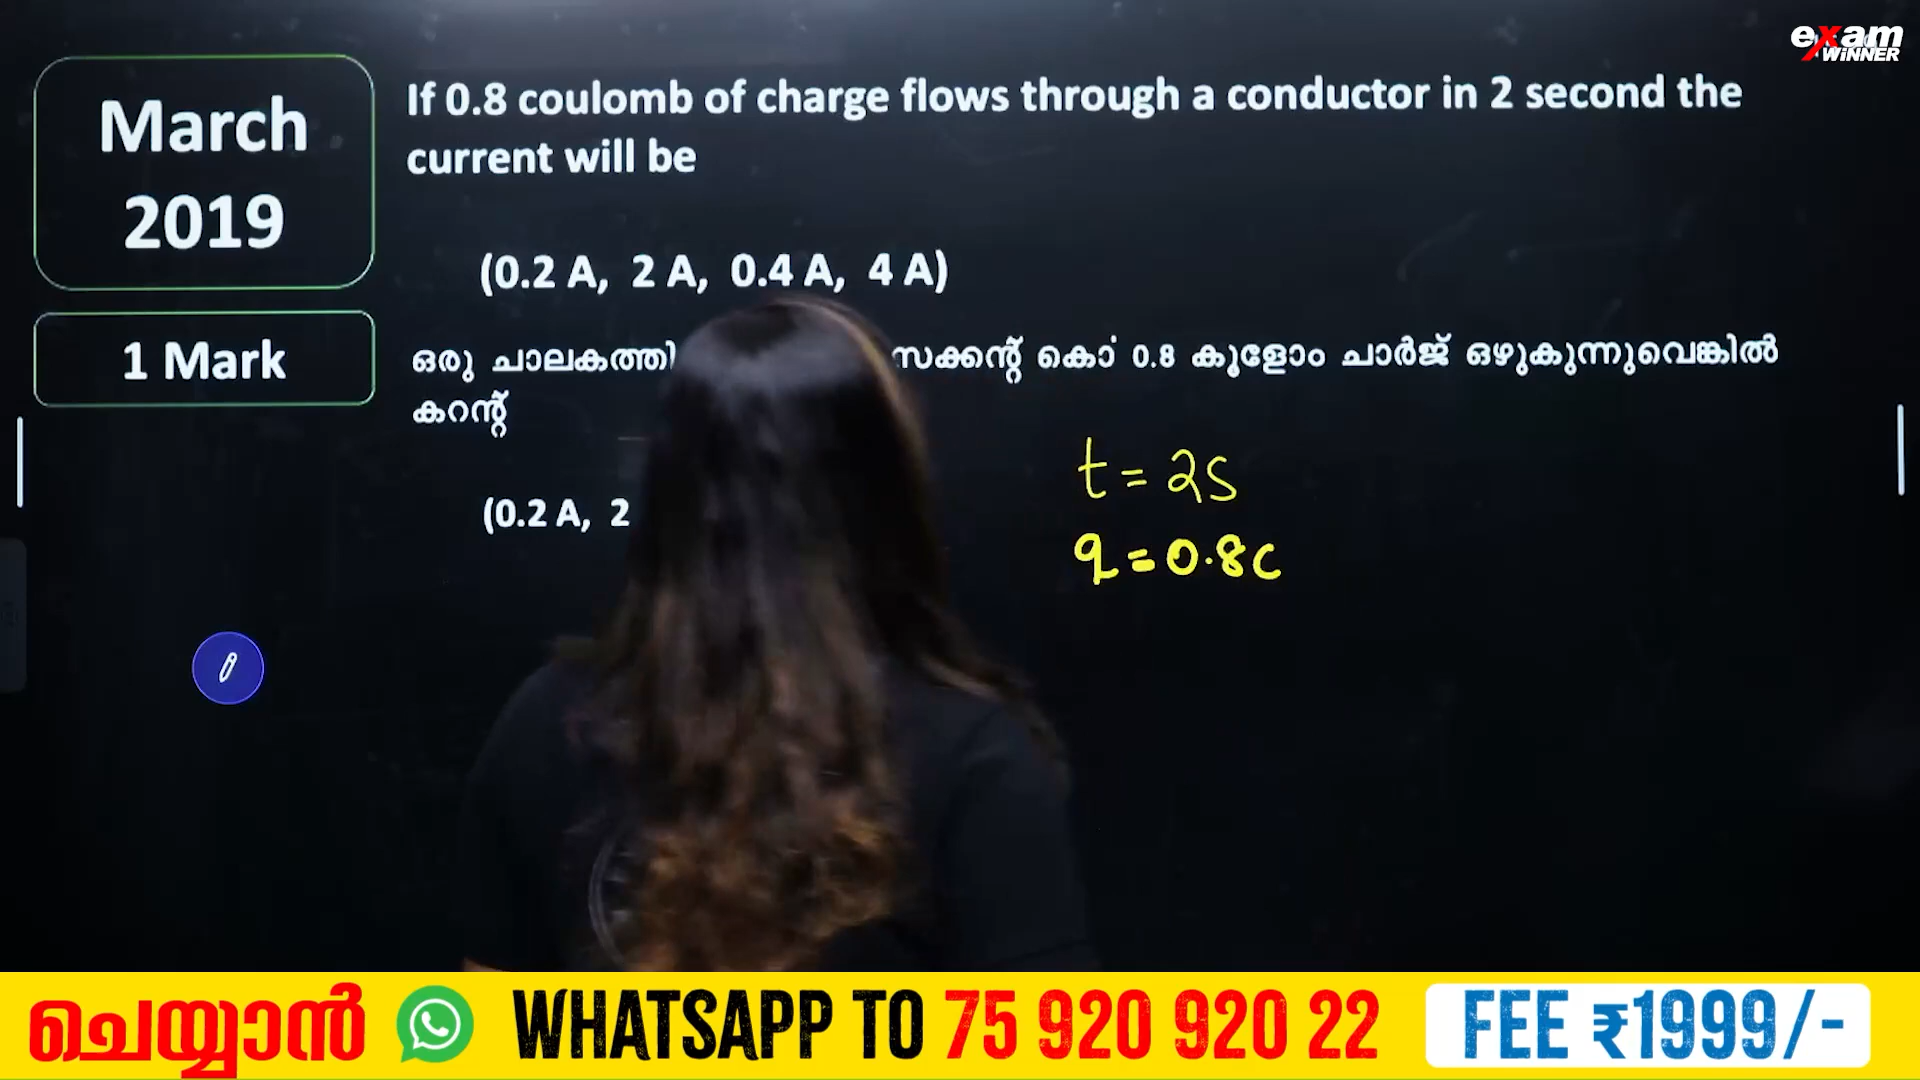 exam
WINNER
March
2019
1 Mark
If 0.8 coulomb of charge flows through a conductor in 2 second the
current will be
(0.2 A, 2 A, 0.4 A, 4 A)
ഒരു സക്കന്റ് കൊ 0.8 കൂളോം ചാർജ് ഒഴുകുന്നുവെങ്കിൽ
കറന്റ്
(0.2 A, 2
t = 2s
q = 0.8c
ചെയ്യാൻ WHATSAPP TO 75 920 920 22 FEE ₹1999/-